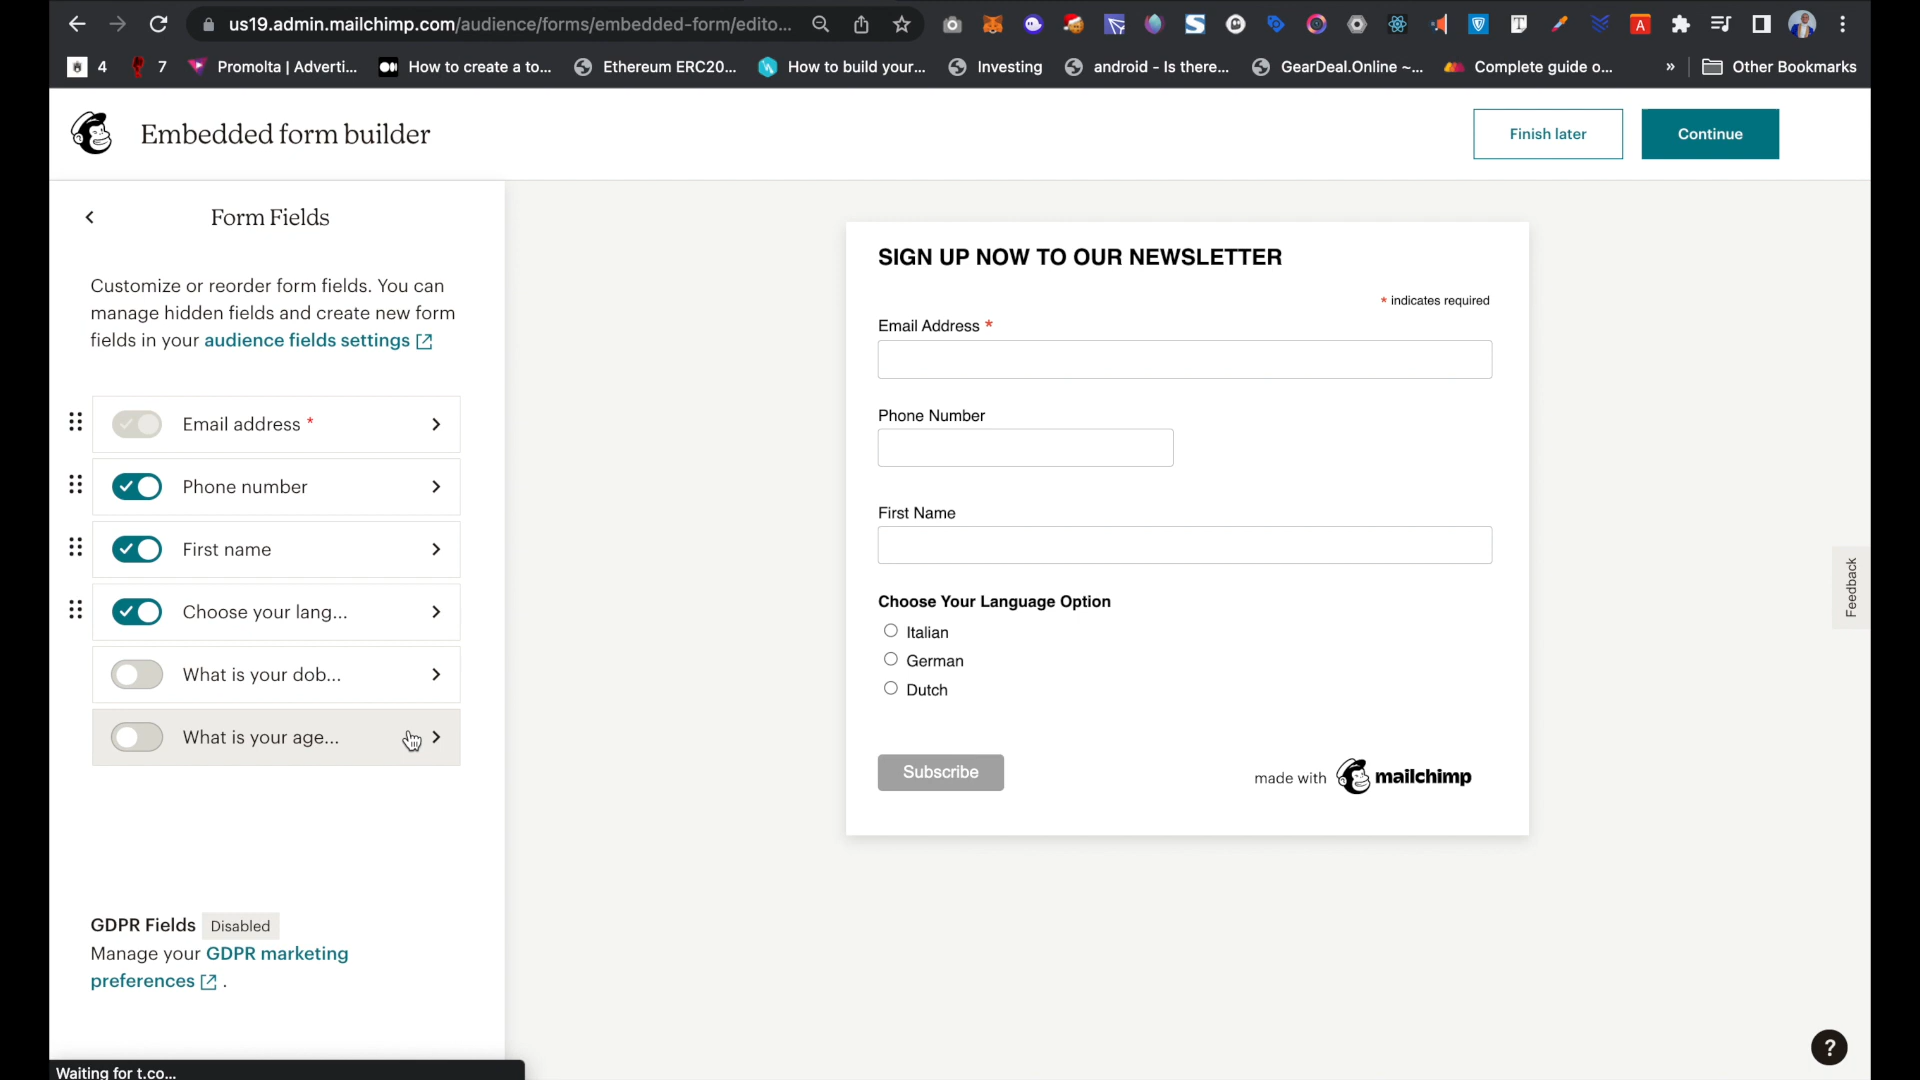 us19.admin.mailchimp.com/audience/forms/embedded-form/edito...
4
7
Promolta | Adverti...
How to create a to...
Ethereum ERC20...
How to build your...
Investing
android - Is there...
GearDeal.Online ~...
Complete guide o...
»
Other Bookmarks
Embedded form builder
Finish later
Continue
Form Fields
Customize or reorder form fields. You can
manage hidden fields and create new form
fields in your audience fields settings
Email address *
Phone number
First name
Choose your lang...
What is your dob...
What is your age...
GDPR Fields Disabled
Manage your GDPR marketing
preferences .
SIGN UP NOW TO OUR NEWSLETTER
* indicates required
Email Address *
Phone Number
First Name
Choose Your Language Option
Italian
German
Dutch
Subscribe
made with mailchimp
Feedback
?
Waiting for t.co...